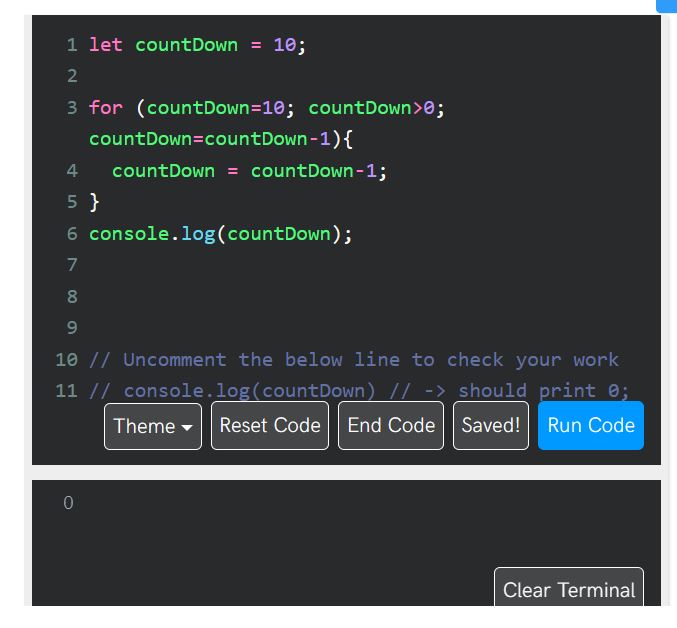 1 let countDown = 10;
2
3 for (countDown=10; countDown>0;
countDown=countDown-1){
4 countDown = countDown-1;
5 }
6 console.log(countDown);
7
8
9
10 // Uncomment the below line to check your work
11 // console.log(countDown) // -> should print 0;
Theme Reset Code End Code Saved! Run Code
0
Clear Terminal